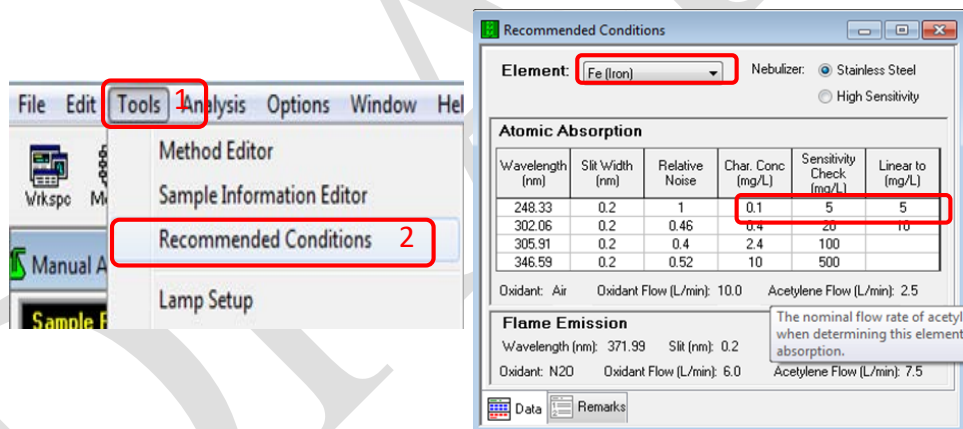 File Edit Tools 1 Analysis Options Window Hel
Wrkspc M
Method Editor
Sample Information Editor
Recommended Conditions 2
Lamp Setup
Manual A
Recommended Conditions
Element: Fe (Iron) Nebulizer: Stainless Steel
High Sensitivity
Atomic Absorption
Wavelength (nm) Slit Width (nm) Relative Noise Char. Conc (mg/L) Sensitivity Check (mg/L) Linear to (mg/L)
248.33 0.2 1 0.1 5 5
302.06 0.2 0.46 0.4 20 10
305.91 0.2 0.4 2.4 100
346.59 0.2 0.52 10 500
Oxidant: Air Oxidant Flow (L/min): 10.0 Acetylene Flow (L/min): 2.5
The nominal flow rate of acetyl
when determining this element
absorption.
Flame Emission
Wavelength (nm): 371.99 Slit (nm): 0.2
Oxidant: N2O Oxidant Flow (L/min): 6.0 Acetylene Flow (L/min): 7.5
Data Remarks